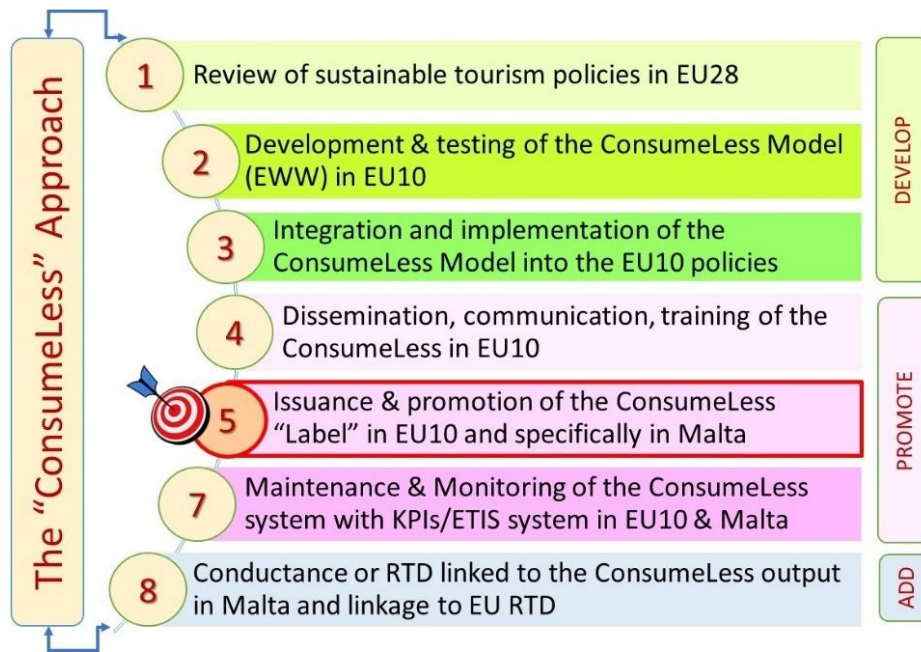 The "ConsumeLess" Approach
1
Review of sustainable tourism policies in EU28
2
Development & testing of the ConsumeLess Model
(EWW) in EU10
3
Integration and implementation of the
ConsumeLess Model into the EU10 policies
4
Dissemination, communication, training of the
ConsumeLess in EU10
5
Issuance & promotion of the ConsumeLess
"Label" in EU10 and specifically in Malta
7
Maintenance & Monitoring of the ConsumeLess
system with KPIs/ETIS system in EU10 & Malta
8
Conductance or RTD linked to the ConsumeLess output
in Malta and linkage to EU RTD
DEVELOP
PROMOTE
ADD